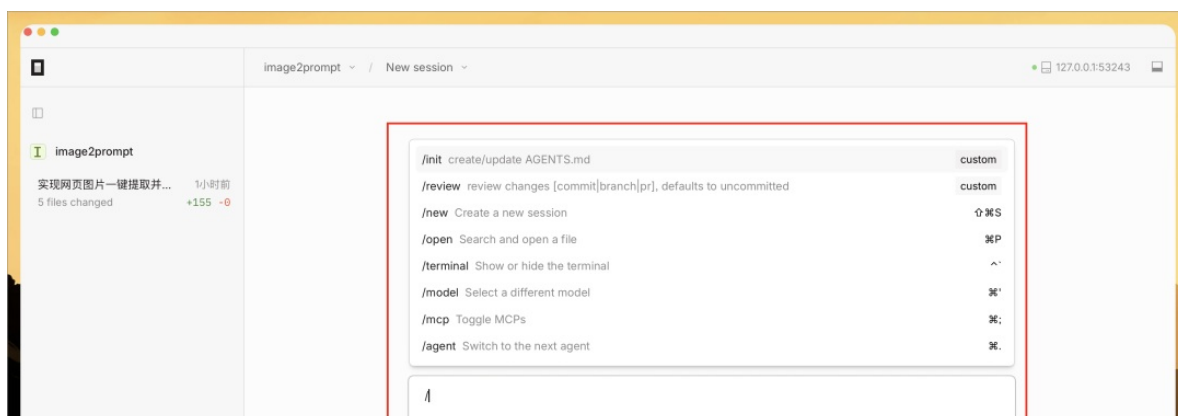 image2prompt / New session
127.0.0.1:53243
I image2prompt
实现网页图片一键提取并... 1小时前
5 files changed +155 -0
/init create/update AGENTS.md custom
/review review changes [commit|branch|pr], defaults to uncommitted custom
/new Create a new session ⇧⌘S
/open Search and open a file ⌘P
/terminal Show or hide the terminal ^`
/model Select a different model ⌘'
/mcp Toggle MCPs ⌘;
/agent Switch to the next agent ⌘.
/